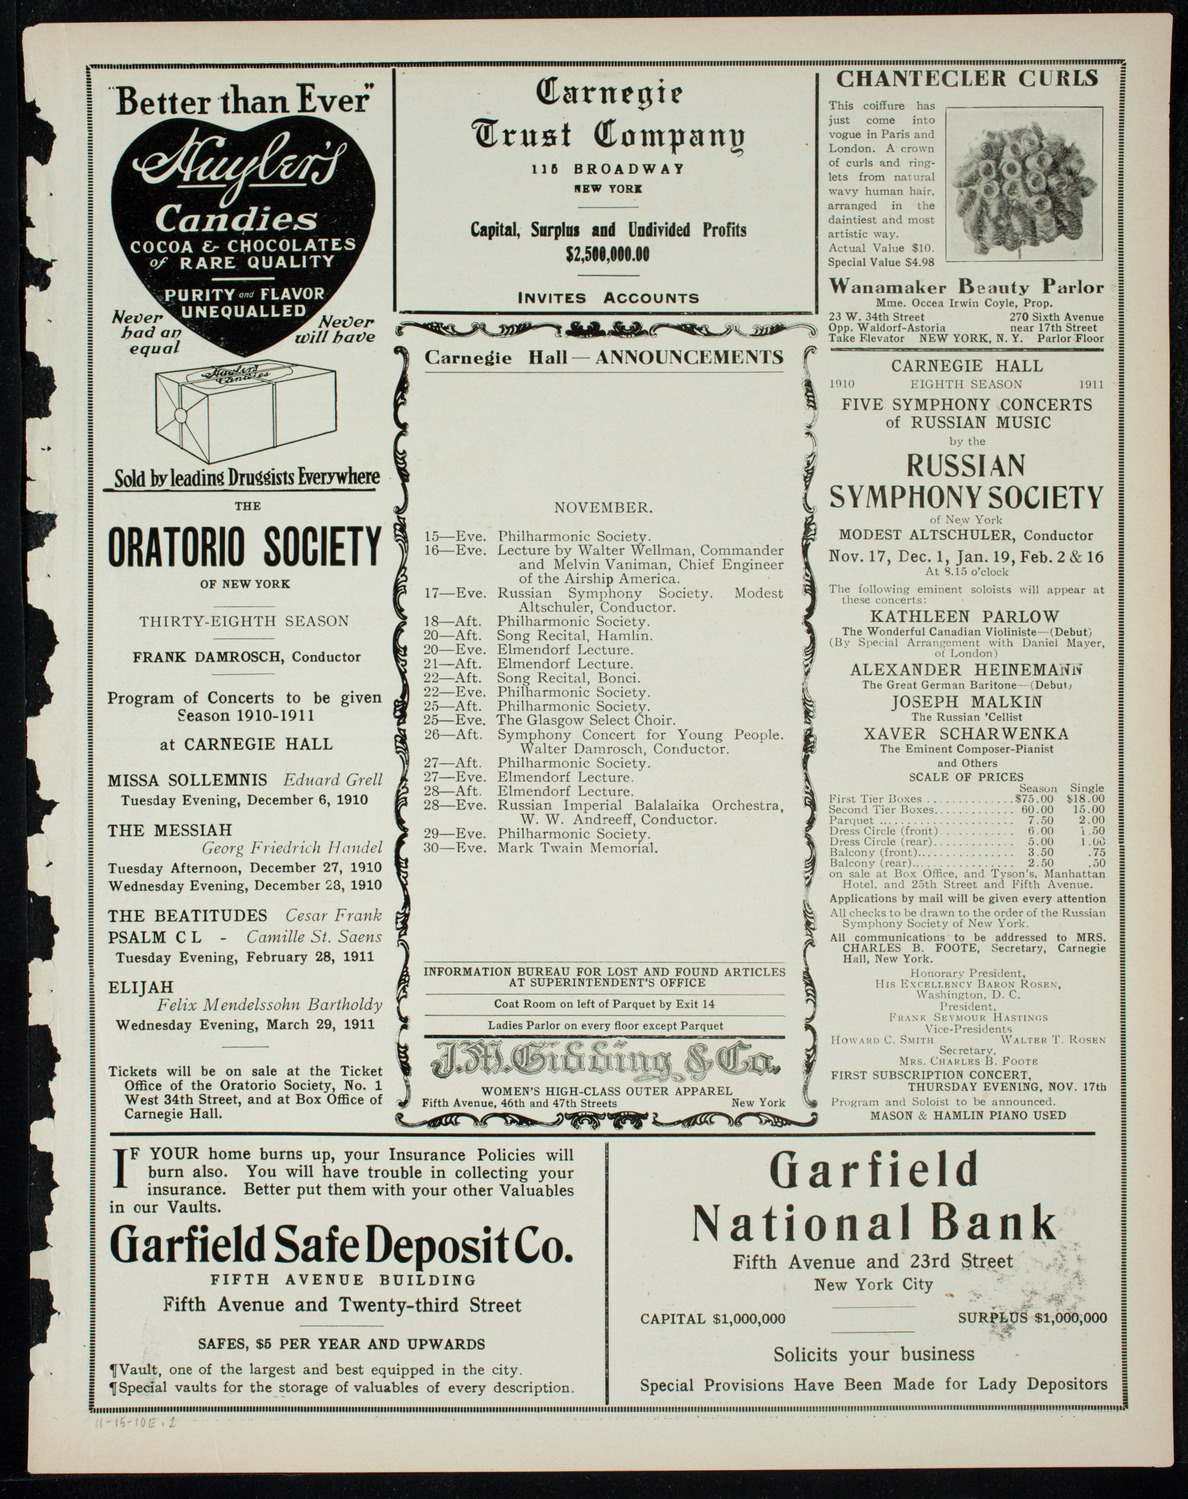 "Better than Ever"
Huyler's
Candies
COCOA & CHOCOLATES
of RARE QUALITY
PURITY and FLAVOR
UNEQUALLED
Never
had an
equal
Never
will have
Huyler's
Candies
Sold by leading Druggists Everywhere
THE
ORATORIO SOCIETY
OF NEW YORK
THIRTY-EIGHTH SEASON
FRANK DAMROSCH, Conductor
Program of Concerts to be given
Season 1910-1911
at CARNEGIE HALL
MISSA SOLLEMNIS Eduard Grell
Tuesday Evening, December 6, 1910
THE MESSIAH
Georg Friedrich Handel
Tuesday Afternoon, December 27, 1910
Wednesday Evening, December 28, 1910
THE BEATITUDES Cesar Frank
PSALM C L - Camille St. Saens
Tuesday Evening, February 28, 1911
ELIJAH
Felix Mendelssohn Bartholdy
Wednesday Evening, March 29, 1911
Tickets will be on sale at the Ticket
Office of the Oratorio Society, No. 1
West 34th Street, and at Box Office of
Carnegie Hall.
Carnegie
Trust Company
115 BROADWAY
NEW YORK
Capital, Surplus and Undivided Profits
$2,500,000.00
INVITES ACCOUNTS
Carnegie Hall—ANNOUNCEMENTS
NOVEMBER.
15—Eve. Philharmonic Society.
16—Eve. Lecture by Walter Wellman, Commander
and Melvin Vaniman, Chief Engineer
of the Airship America.
17—Eve. Russian Symphony Society. Modest
Altschuler, Conductor.
18—Aft. Philharmonic Society.
20—Aft. Song Recital, Hamlin.
20—Eve. Elmendorf Lecture.
21—Aft. Elmendorf Lecture.
22—Aft. Song Recital, Bonci.
22—Eve. Philharmonic Society.
25—Aft. Philharmonic Society.
25—Eve. The Glasgow Select Choir.
26—Aft. Symphony Concert for Young People.
Walter Damrosch, Conductor.
27—Aft. Philharmonic Society.
27—Eve. Elmendorf Lecture.
28—Aft. Elmendorf Lecture.
28—Eve. Russian Imperial Balalaika Orchestra,
W. W. Andreeff, Conductor.
29—Eve. Philharmonic Society.
30—Eve. Mark Twain Memorial.
INFORMATION BUREAU FOR LOST AND FOUND ARTICLES
AT SUPERINTENDENT'S OFFICE
Coat Room on left of Parquet by Exit 14
Ladies Parlor on every floor except Parquet
J.M. Gidding & Co.
WOMEN'S HIGH-CLASS OUTER APPAREL
Fifth Avenue, 46th and 47th Streets New York
CHANTECLER CURLS
This coiffure has
just come into
vogue in Paris and
London. A crown
of curls and ring-
lets from natural
wavy human hair,
arranged in the
daintiest and most
artistic way.
Actual Value $10.
Special Value $4.98
Wanamaker Beauty Parlor
Mme. Occea Irwin Coyle, Prop.
23 W. 34th Street 270 Sixth Avenue
Opp. Waldorf-Astoria near 17th Street
Take Elevator NEW YORK, N. Y. Parlor Floor
CARNEGIE HALL
1910 EIGHTH SEASON 1911
FIVE SYMPHONY CONCERTS
of RUSSIAN MUSIC
by the
RUSSIAN
SYMPHONY SOCIETY
of New York
MODEST ALTSCHULER, Conductor
Nov. 17, Dec. 1, Jan. 19, Feb. 2 & 16
At 8.15 o'clock
The following eminent soloists will appear at
these concerts:
KATHLEEN PARLOW
The Wonderful Canadian Violiniste—(Debut)
(By Special Arrangement with Daniel Mayer,
of London)
ALEXANDER HEINEMANN
The Great German Baritone—(Debut)
JOSEPH MALKIN
The Russian 'Cellist
XAVER SCHARWENKA
The Eminent Composer-Pianist
and Others
SCALE OF PRICES
Season Single
First Tier Boxes .............$75.00 $18.00
Second Tier Boxes............ 60.00 15.00
Parquet ...................... 7.50 2.00
Dress Circle (front)........... 6.00 1.50
Dress Circle (rear)............ 5.00 1.00
Balcony (front)............... 3.50 .75
Balcony (rear)................ 2.50 .50
on sale at Box Office, and Tyson's, Manhattan
Hotel, and 25th Street and Fifth Avenue.
Applications by mail will be given every attention
All checks to be drawn to the order of the Russian
Symphony Society of New York.
All communications to be addressed to MRS.
CHARLES B. FOOTE, Secretary, Carnegie
Hall, New York.
Honorary President,
HIS EXCELLENCY BARON ROSEN,
Washington, D. C.
President,
FRANK SEYMOUR HASTINGS
Vice-Presidents
HOWARD C. SMITH WALTER T. ROSEN
Secretary,
MRS. CHARLES B. FOOTE
FIRST SUBSCRIPTION CONCERT,
THURSDAY EVENING, NOV. 17th
Program and Soloist to be announced.
MASON & HAMLIN PIANO USED
IF YOUR home burns up, your Insurance Policies will
burn also. You will have trouble in collecting your
insurance. Better put them with your other Valuables
in our Vaults.
Garfield Safe Deposit Co.
FIFTH AVENUE BUILDING
Fifth Avenue and Twenty-third Street
SAFES, $5 PER YEAR AND UPWARDS
¶Vault, one of the largest and best equipped in the city.
¶Special vaults for the storage of valuables of every description.
Garfield
National Bank
Fifth Avenue and 23rd Street
New York City
CAPITAL $1,000,000 SURPLUS $1,000,000
Solicits your business
Special Provisions Have Been Made for Lady Depositors
11-15-10E.2